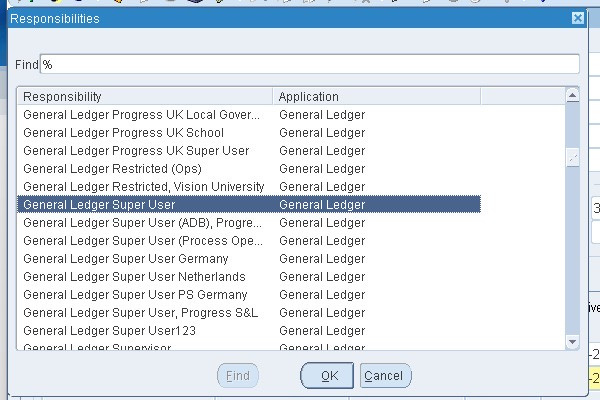 Responsibilities
Find %
Responsibility Application
General Ledger Progress UK Local Gover... General Ledger
General Ledger Progress UK School General Ledger
General Ledger Progress UK Super User General Ledger
General Ledger Restricted (Ops) General Ledger
General Ledger Restricted, Vision University General Ledger
General Ledger Super User General Ledger
General Ledger Super User (ADB), Progre... General Ledger
General Ledger Super User (Process Ope... General Ledger
General Ledger Super User Germany General Ledger
General Ledger Super User Netherlands General Ledger
General Ledger Super User PS Germany General Ledger
General Ledger Super User, Progress S&L General Ledger
General Ledger Super User123 General Ledger
General Ledger Supervisor General Ledger
Find OK Cancel